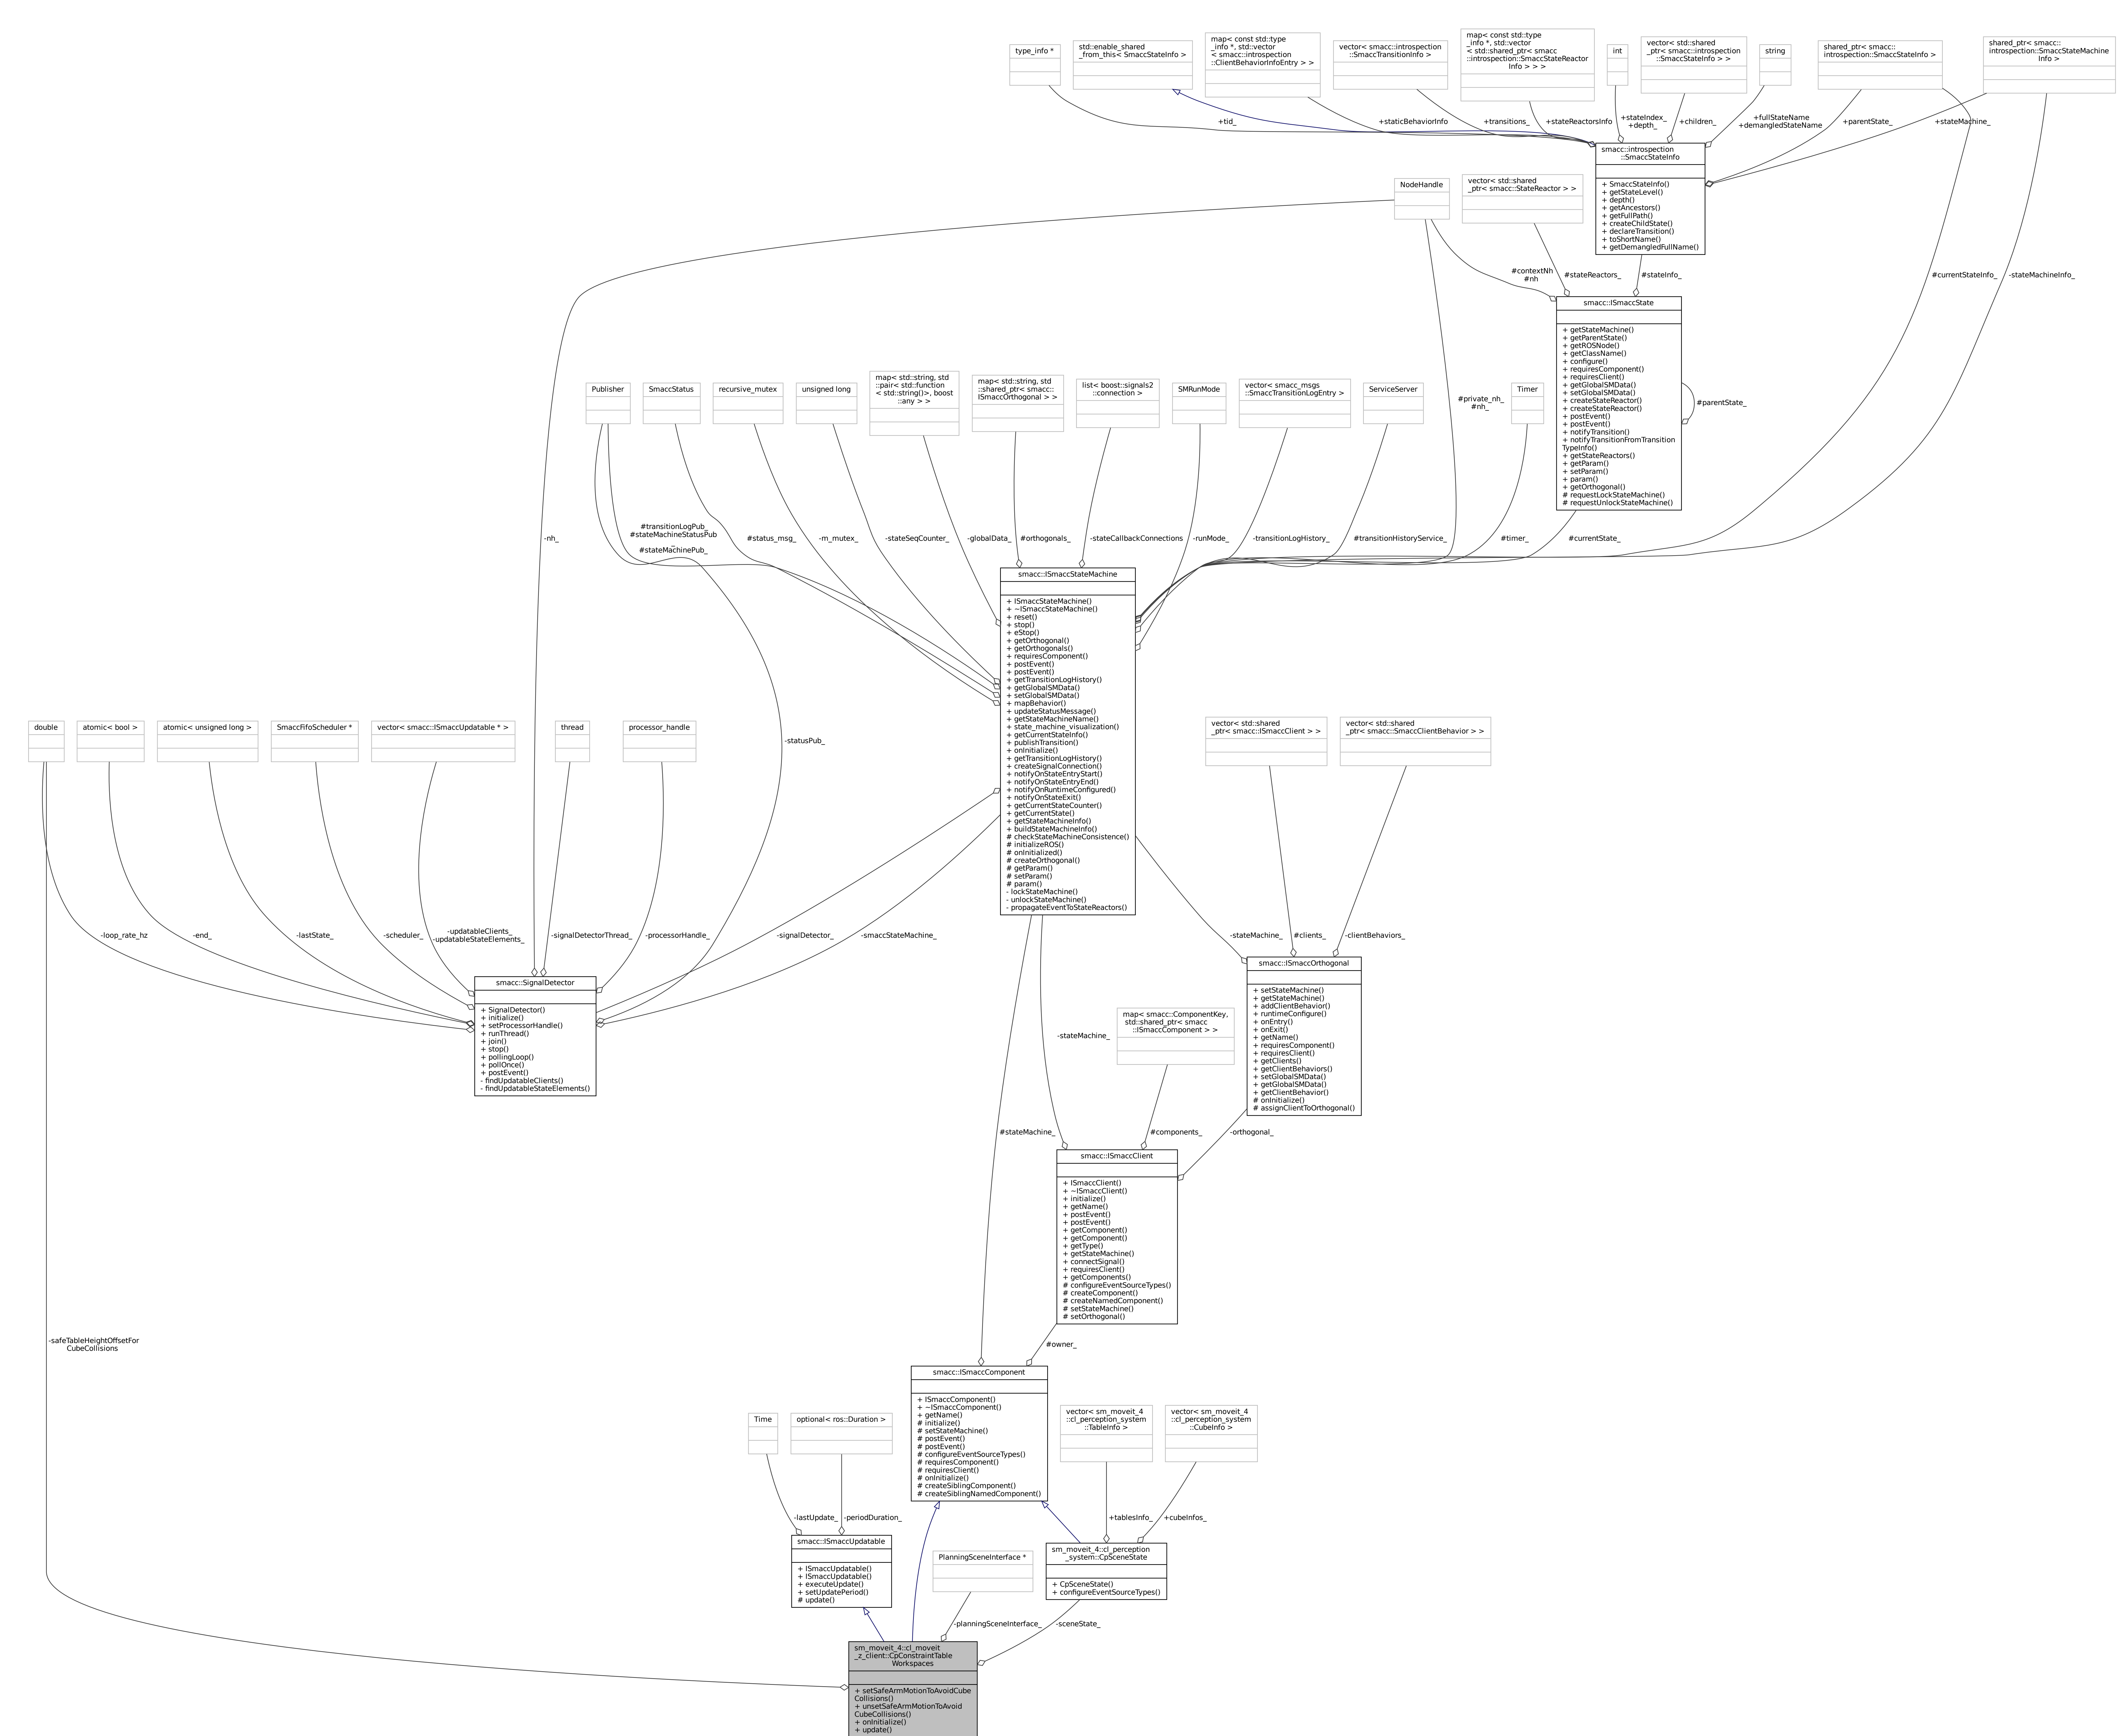 type_info *
std::enable_shared
_from_this< SmaccStateInfo >
map< const std::type
_info *, std::vector
< smacc::introspection
::ClientBehaviorInfoEntry > >
vector< smacc::introspection
::SmaccTransitionInfo >
map< const std::type
_info *, std::vector
< std::shared_ptr< smacc
::introspection::SmaccStateReactor
Info > > >
int
vector< std::shared
_ptr< smacc::introspection
::SmaccStateInfo > >
string
shared_ptr< smacc::
introspection::SmaccStateInfo >
shared_ptr< smacc::
introspection::SmaccStateMachine
Info >
+tid_
+staticBehaviorInfo
+transitions_
+stateReactorsInfo
+stateIndex_
+depth_
+children_
+fullStateName
+demangledStateName
+parentState_
+stateMachine_
smacc::introspection
::SmaccStateInfo
+ SmaccStateInfo()
+ getStateLevel()
+ depth()
+ getAncestors()
+ getFullPath()
+ createChildState()
+ declareTransition()
+ toShortName()
+ getDemangledFullName()
NodeHandle
vector< std::shared
_ptr< smacc::StateReactor > >
#contextNh
#nh
#stateReactors_
#stateInfo_
#currentStateInfo_
-stateMachineInfo_
smacc::ISmaccState
+ getStateMachine()
+ getParentState()
+ getROSNode()
+ getClassName()
+ configure()
+ requiresComponent()
+ requiresClient()
+ getGlobalSMData()
+ setGlobalSMData()
+ createStateReactor()
+ createStateReactor()
+ postEvent()
+ postEvent()
+ notifyTransition()
+ notifyTransitionFromTransition
TypeInfo()
+ getStateReactors()
+ getParam()
+ setParam()
+ param()
+ getOrthogonal()
# requestLockStateMachine()
# requestUnlockStateMachine()
#parentState_
Publisher
SmaccStatus
recursive_mutex
unsigned long
map< std::string, std
::pair< std::function
< std::string()>, boost
::any > >
map< std::string, std
::shared_ptr< smacc::
ISmaccOrthogonal > >
list< boost::signals2
::connection >
SMRunMode
vector< smacc_msgs
::SmaccTransitionLogEntry >
ServiceServer
#private_nh_
#nh_
Timer
-nh_
#transitionLogPub_
#stateMachineStatusPub
_
#stateMachinePub_
#status_msg_
-m_mutex_
-stateSeqCounter_
-globalData_
#orthogonals_
-stateCallbackConnections
-runMode_
-transitionLogHistory_
#transitionHistoryService_
#timer_
#currentState_
smacc::ISmaccStateMachine
+ ISmaccStateMachine()
+ ~ISmaccStateMachine()
+ reset()
+ stop()
+ eStop()
+ getOrthogonal()
+ getOrthogonals()
+ requiresComponent()
+ postEvent()
+ postEvent()
+ getTransitionLogHistory()
+ getGlobalSMData()
+ setGlobalSMData()
+ mapBehavior()
+ updateStatusMessage()
+ getStateMachineName()
+ state_machine_visualization()
+ getCurrentStateInfo()
+ publishTransition()
+ onInitialize()
+ getTransitionLogHistory()
+ createSignalConnection()
+ notifyOnStateEntryStart()
+ notifyOnStateEntryEnd()
+ notifyOnRuntimeConfigured()
+ notifyOnStateExit()
+ getCurrentStateCounter()
+ getCurrentState()
+ getStateMachineInfo()
+ buildStateMachineInfo()
# checkStateMachineConsistence()
# initializeROS()
# onInitialized()
# createOrthogonal()
# getParam()
# setParam()
# param()
- lockStateMachine()
- unlockStateMachine()
- propagateEventToStateReactors()
double
atomic< bool >
atomic< unsigned long >
SmaccFifoScheduler *
vector< smacc::ISmaccUpdatable * >
thread
processor_handle
-statusPub_
vector< std::shared
_ptr< smacc::ISmaccClient > >
vector< std::shared
_ptr< smacc::SmaccClientBehavior > >
-loop_rate_hz
-end_
-lastState_
-scheduler_
-updatableClients_
-updatableStateElements_
-signalDetectorThread_
-processorHandle_
-signalDetector_
-smaccStateMachine_
-stateMachine_
#clients_
-clientBehaviors_
smacc::SignalDetector
+ SignalDetector()
+ initialize()
+ setProcessorHandle()
+ runThread()
+ join()
+ stop()
+ pollingLoop()
+ pollOnce()
+ postEvent()
- findUpdatableClients()
- findUpdatableStateElements()
smacc::ISmaccOrthogonal
+ setStateMachine()
+ getStateMachine()
+ addClientBehavior()
+ runtimeConfigure()
+ onEntry()
+ onExit()
+ getName()
+ requiresComponent()
+ requiresClient()
+ getClients()
+ getClientBehaviors()
+ setGlobalSMData()
+ getGlobalSMData()
+ getClientBehavior()
# onInitialize()
# assignClientToOrthogonal()
-stateMachine_
map< smacc::ComponentKey,
std::shared_ptr< smacc
::ISmaccComponent > >
#stateMachine_
#components_
-orthogonal_
smacc::ISmaccClient
+ ISmaccClient()
+ ~ISmaccClient()
+ initialize()
+ getName()
+ postEvent()
+ postEvent()
+ getComponent()
+ getComponent()
+ getType()
+ getStateMachine()
+ connectSignal()
+ requiresClient()
+ getComponents()
# configureEventSourceTypes()
# createComponent()
# createNamedComponent()
# setStateMachine()
# setOrthogonal()
-safeTableHeightOffsetFor
CubeCollisions
#owner_
smacc::ISmaccComponent
+ ISmaccComponent()
+ ~ISmaccComponent()
+ getName()
# initialize()
# setStateMachine()
# postEvent()
# postEvent()
# configureEventSourceTypes()
# requiresComponent()
# requiresClient()
# onInitialize()
# createSiblingComponent()
# createSiblingNamedComponent()
Time
optional< ros::Duration >
vector< sm_moveit_4
::cl_perception_system
::TableInfo >
vector< sm_moveit_4
::cl_perception_system
::CubeInfo >
-lastUpdate_
-periodDuration_
+tablesInfo_
+cubeInfos_
smacc::ISmaccUpdatable
+ ISmaccUpdatable()
+ ISmaccUpdatable()
+ executeUpdate()
+ setUpdatePeriod()
# update()
PlanningSceneInterface *
sm_moveit_4::cl_perception
_system::CpSceneState
+ CpSceneState()
+ configureEventSourceTypes()
-planningSceneInterface_
-sceneState_
sm_moveit_4::cl_moveit
_z_client::CpConstraintTable
Workspaces
+ setSafeArmMotionToAvoidCube
Collisions()
+ unsetSafeArmMotionToAvoid
CubeCollisions()
+ onInitialize()
+ update()